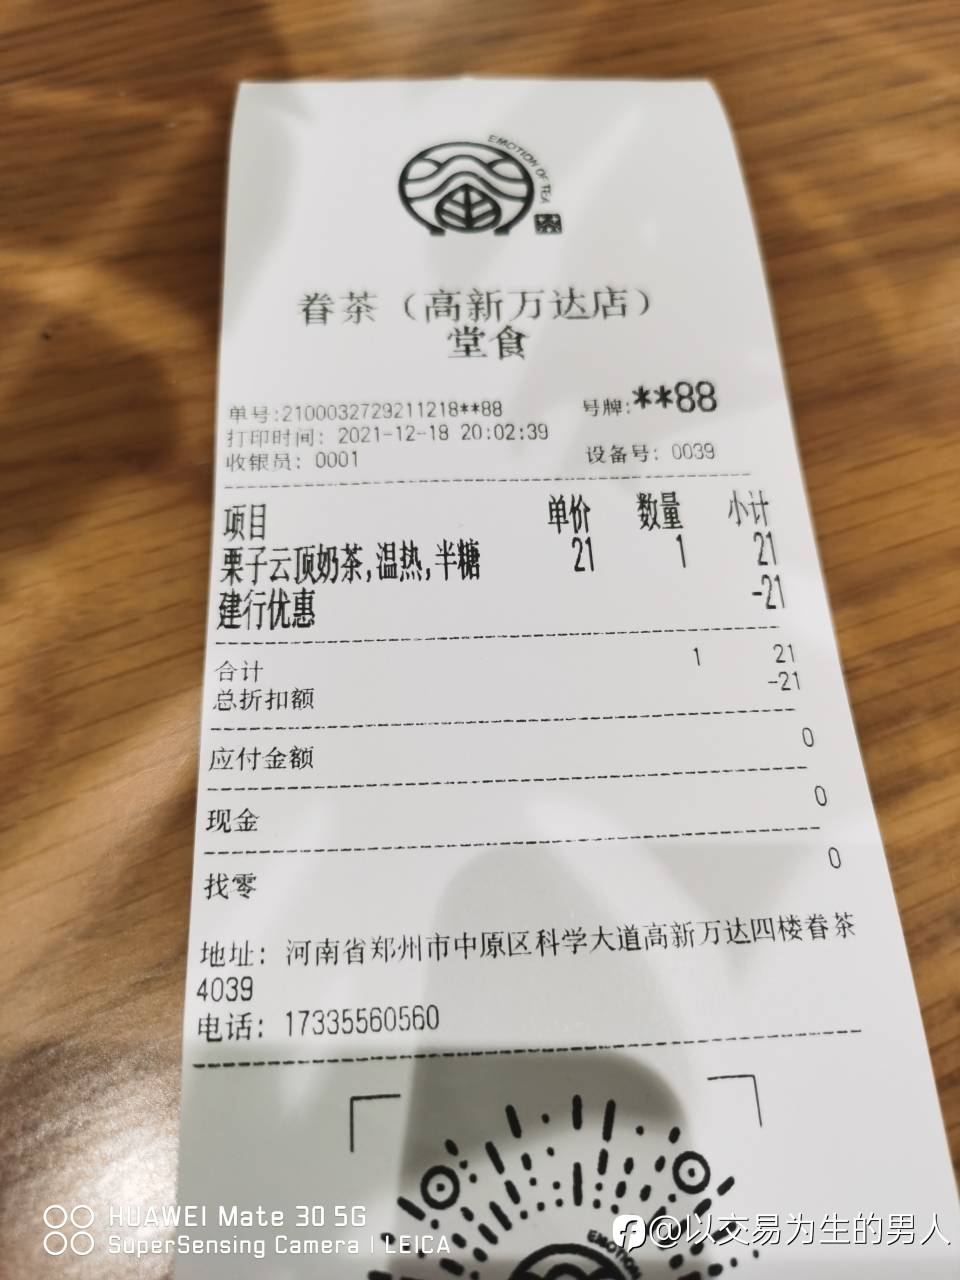 EMOTION OF TEA
眷茶（高新万达店）
堂食
单号:2100032729211218**88 号牌:**88
打印时间: 2021-12-18 20:02:39
收银员: 0001 设备号: 0039
项目 单价 数量 小计
栗子云顶奶茶,温热,半糖 21 1 21
建行优惠 -21
合计 1 21
总折扣额 -21
应付金额 0
现金 0
找零 0
地址: 河南省郑州市中原区科学大道高新万达四楼眷茶
4039
电话: 17335560560
EMOTION
HUAWEI Mate 30 5G
SuperSensing Camera | LEICA
@以交易为生的男人